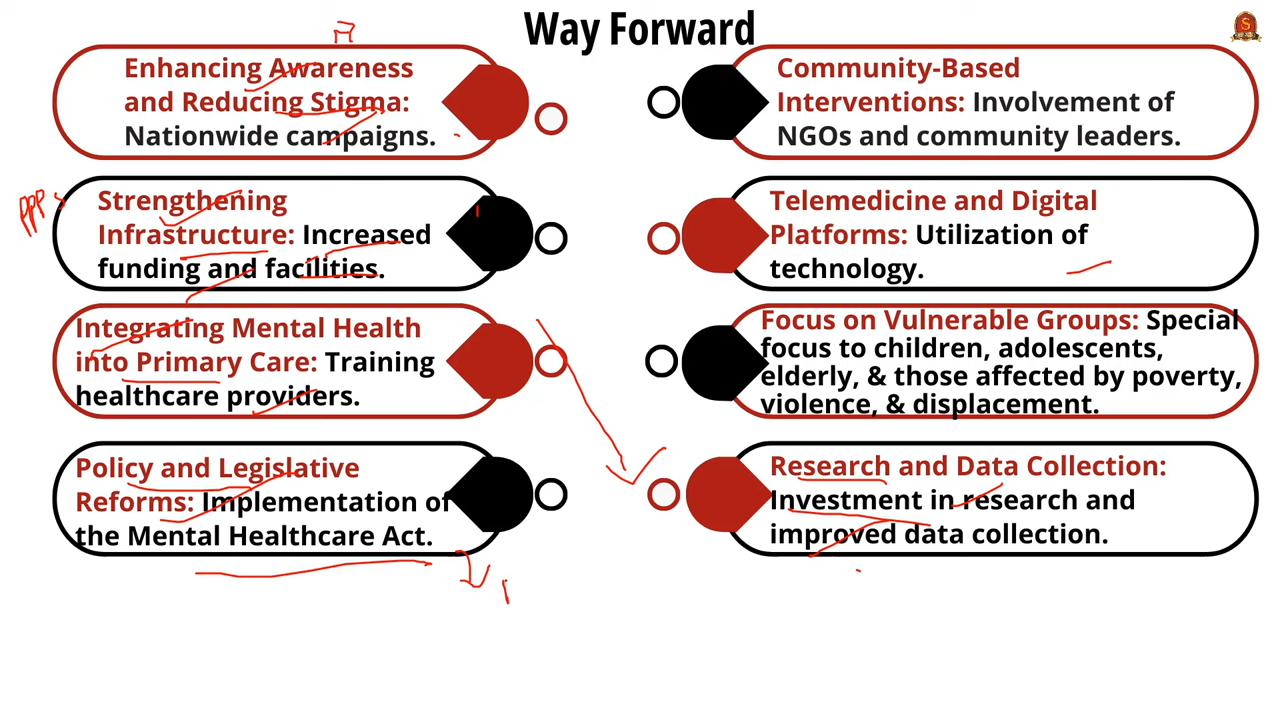 Way Forward
Enhancing Awareness
and Reducing Stigma:
Nationwide campaigns.
Strengthening
Infrastructure: Increased
funding and facilities.
PPP
Integrating Mental Health
into Primary Care: Training
healthcare providers.
Policy and Legislative
Reforms: Implementation of
the Mental Healthcare Act.
Community-Based
Interventions: Involvement of
NGOs and community leaders.
Telemedicine and Digital
Platforms: Utilization of
technology.
Focus on Vulnerable Groups: Special
focus to children, adolescents,
elderly, & those affected by poverty,
violence, & displacement.
Research and Data Collection:
Investment in research and
improved data collection.